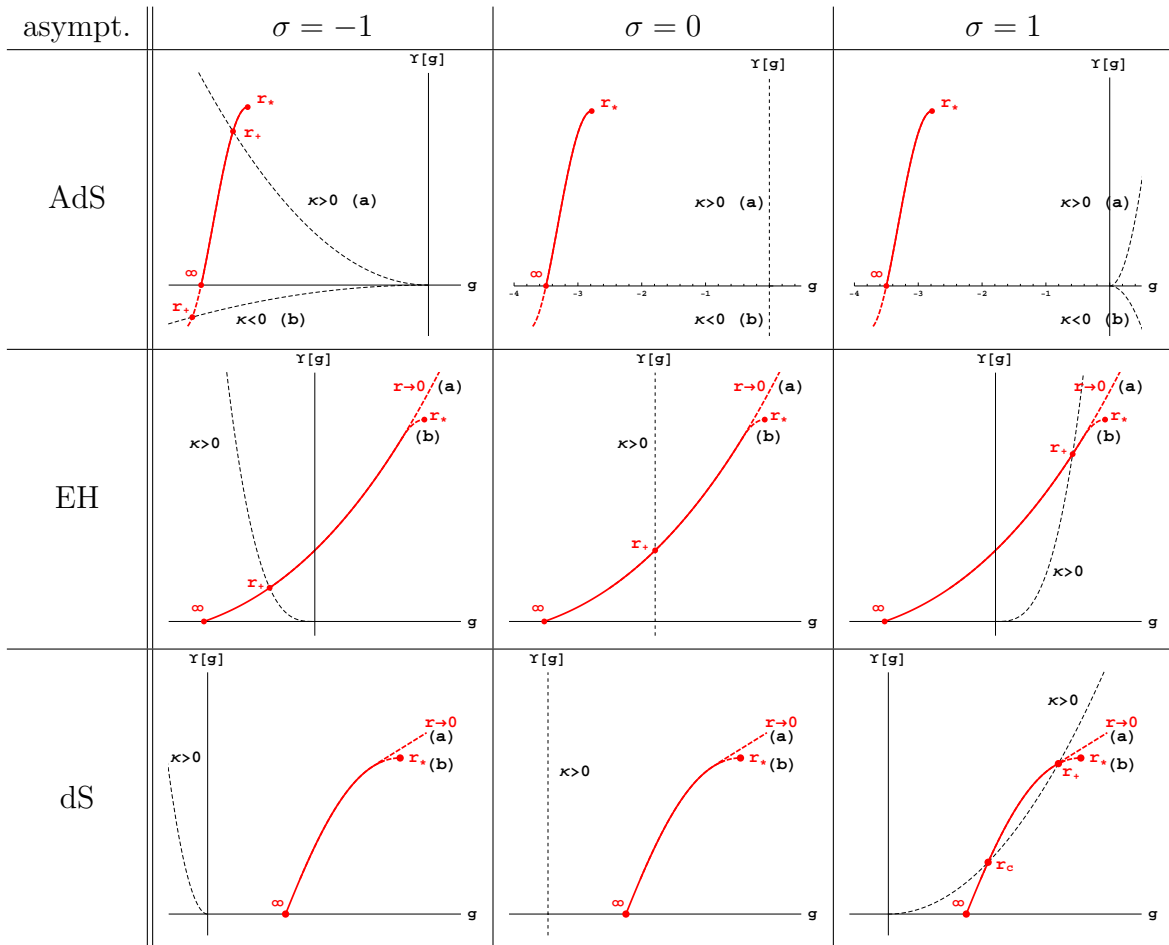 asympt. σ = −1 σ = 0 σ = 1
AdS
ϒ[g]
r*
r+
κ>0 (a)
∞
g
r+
κ<0 (b)
ϒ[g]
r*
κ>0 (a)
∞
-4 -3 -2 -1
g
κ<0 (b)
ϒ[g]
r*
κ>0 (a)
∞
-4 -3 -2 -1
g
κ<0 (b)
EH
ϒ[g]
r→0 (a)
r*
(b)
κ>0
r+
∞
g
ϒ[g]
r→0 (a)
r*
(b)
κ>0
r+
∞
g
ϒ[g]
r→0 (a)
r*
(b)
r+
κ>0
∞
g
dS
ϒ[g]
κ>0
r→0
(a)
r* (b)
∞
g
ϒ[g]
κ>0
r→0
(a)
r* (b)
∞
g
ϒ[g]
κ>0
r→0
(a)
r* (b)
r+
rc
∞
g